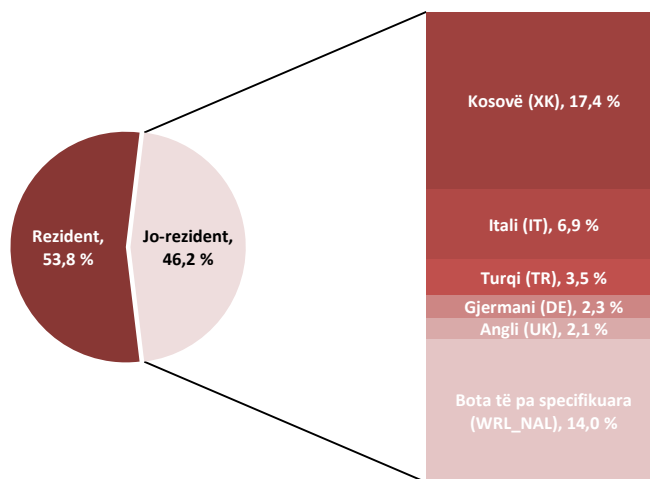 Rezident,
53,8 %
Jo-rezident,
46,2 %
Kosovë (XK), 17,4 %
Itali (IT), 6,9 %
Turqi (TR), 3,5 %
Gjermani (DE), 2,3 %
Angli (UK), 2,1 %
Bota të pa specifikuara
(WRL_NAL), 14,0 %